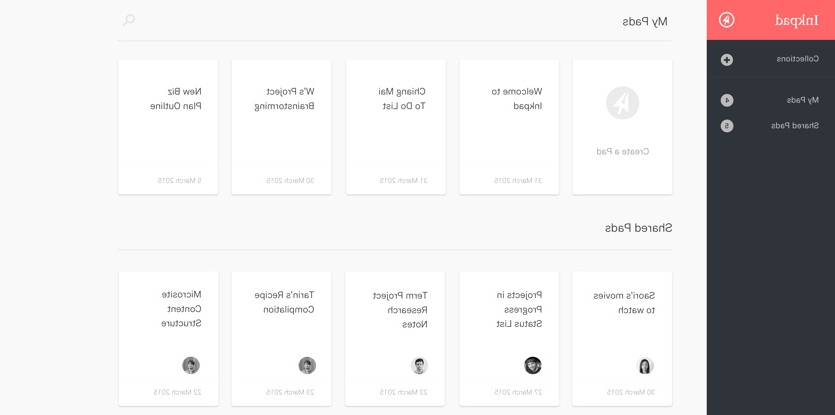 Inkpad
Collections
My Pads 4
Shared Pads 5
My Pads
Create a Pad
Welcome to
Inkpad
31 March 2015
Chiang Mai
To Do List
31 March 2015
W's Project
Brainstorming
30 March 2015
New Biz
Plan Outline
5 March 2015
Shared Pads
Saori's movies
to watch
30 March 2015
Projects in
Progress
Status List
27 March 2015
Term Project
Research
Notes
23 March 2015
Tarin's Recipe
Compilation
23 March 2015
Microsite
Content
Structure
22 March 2015